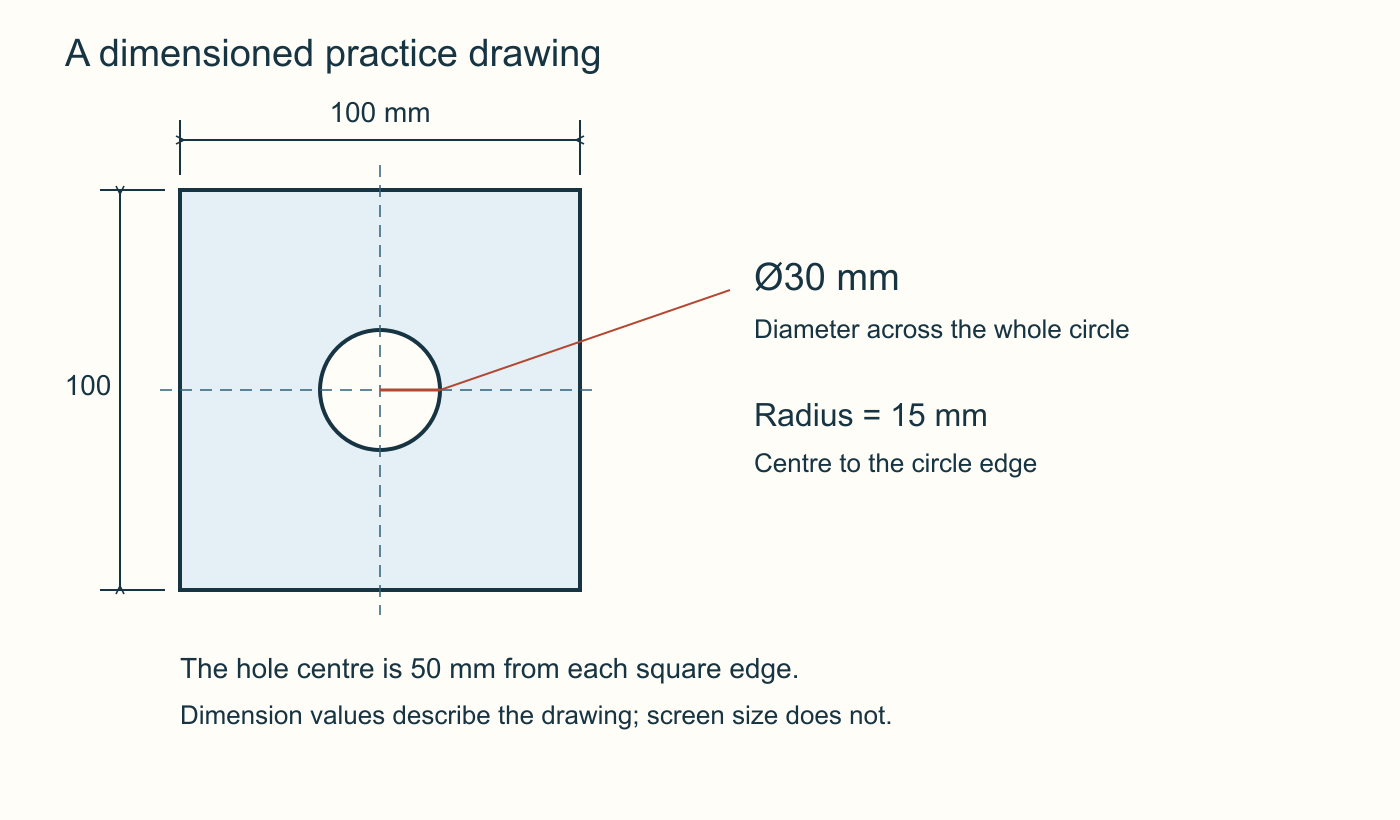 A dimensioned practice drawing
100 mm
Ø30 mm
Diameter across the whole circle
100
Radius = 15 mm
Centre to the circle edge
The hole centre is 50 mm from each square edge.
Dimension values describe the drawing; screen size does not.